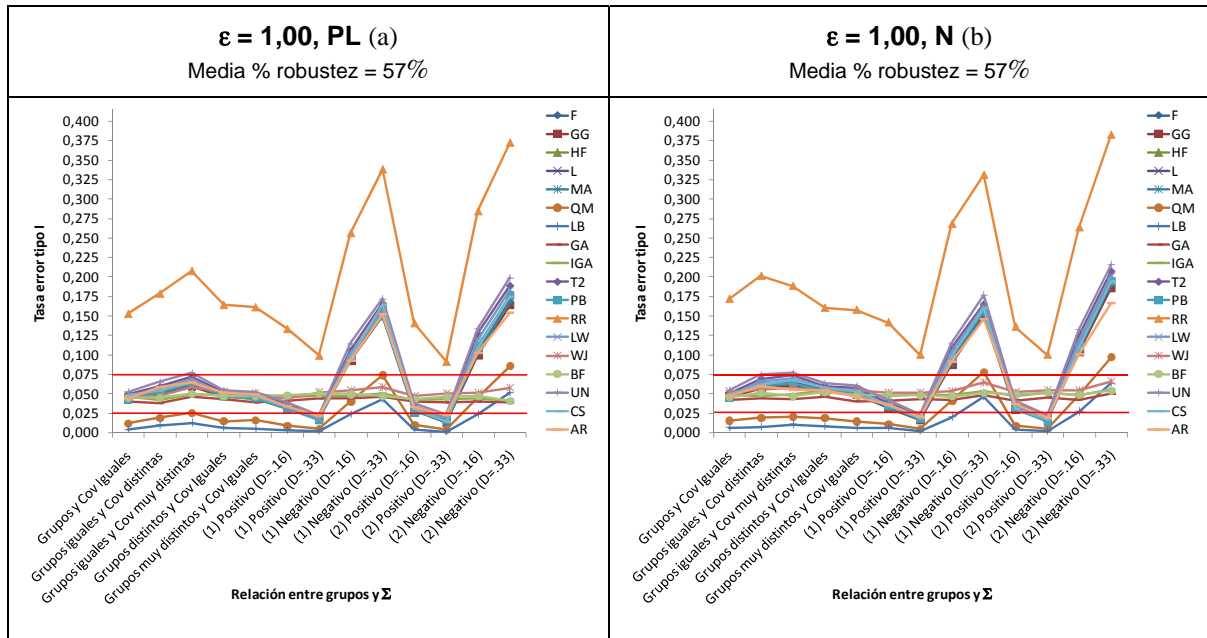 ε = 1,00, PL (a)
Media % robustez = 57%
ε = 1,00, N (b)
Media % robustez = 57%
Tasa error tipo I
0,400
0,375
0,350
0,325
0,300
0,275
0,250
0,225
0,200
0,175
0,150
0,125
0,100
0,075
0,050
0,025
0,000
Grupos y Cov Iguales
Grupos iguales y Cov distintas
Grupos iguales y Cov muy distintas
Grupos distintos y Cov Iguales
Grupos muy distintos y Cov Iguales
(1) Positivo (D=.16)
(1) Positivo (D=.33)
(1) Negativo (D=.16)
(1) Negativo (D=.33)
(2) Positivo (D=.16)
(2) Positivo (D=.33)
(2) Negativo (D=.16)
(2) Negativo (D=.33)
Relación entre grupos y Σ
F
GG
HF
L
MA
QM
LB
GA
IGA
T2
PB
RR
LW
WJ
BF
UN
CS
AR
Tasa error tipo I
0,400
0,375
0,350
0,325
0,300
0,275
0,250
0,225
0,200
0,175
0,150
0,125
0,100
0,075
0,050
0,025
0,000
Grupos y Cov Iguales
Grupos iguales y Cov distintas
Grupos iguales y Cov muy distintas
Grupos distintos y Cov Iguales
Grupos muy distintos y Cov Iguales
(1) Positivo (D=.16)
(1) Positivo (D=.33)
(1) Negativo (D=.16)
(1) Negativo (D=.33)
(2) Positivo (D=.16)
(2) Positivo (D=.33)
(2) Negativo (D=.16)
(2) Negativo (D=.33)
Relación entre grupos y Σ
F
GG
HF
L
MA
QM
LB
GA
IGA
T2
PB
RR
LW
WJ
BF
UN
CS
AR